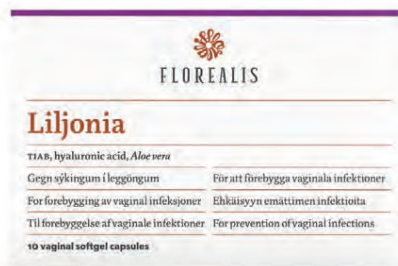 FLOREALIS
Liljonia
TIAB, hyaluronic acid, Aloe vera
Gegn sýkingum í leggöngum
För att förebygga vaginala infektioner
For forebygging av vaginal infeksjoner
Ehkäisyyn emättimen infektioita
Til forebyggelse af vaginale infektioner
For prevention of vaginal infections
10 vaginal softgel capsules